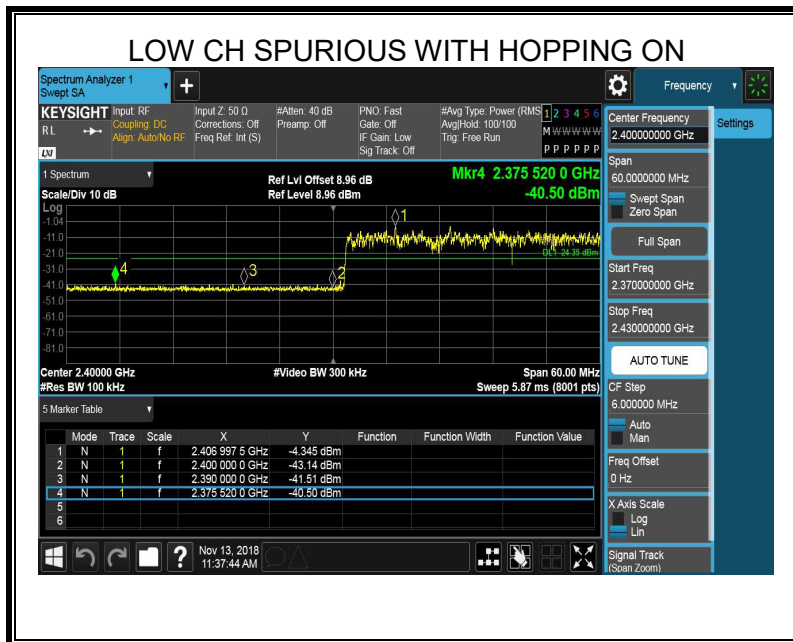 LOW CH SPURIOUS WITH HOPPING ON
Spectrum Analyzer 1
Swept SA
+
Frequency
KEYSIGHT
RL
LXI
Input: RF
Coupling: DC
Align: Auto/No RF
Input Z: 50 Ω
Corrections: Off
Freq Ref: Int (S)
#Atten: 40 dB
Preamp: Off
PNO: Fast
Gate: Off
IF Gain: Low
Sig Track: Off
#Avg Type: Power (RMS
Avg|Hold: 100/100
Trig: Free Run
1 2 3 4 5 6
M W W W W W
P P P P P P
Center Frequency
2.400000000 GHz
Settings
1 Spectrum
Scale/Div 10 dB
Ref Lvl Offset 8.96 dB
Ref Level 8.96 dBm
Mkr4 2.375 520 0 GHz
-40.50 dBm
Log
-1.04
-11.0
-21.0
-31.0
-41.0
-51.0
-61.0
-71.0
-81.0
1
2
3
4
DL1 -24.35 dBm
Center 2.40000 GHz
#Res BW 100 kHz
#Video BW 300 kHz
Span 60.00 MHz
Sweep 5.87 ms (8001 pts)
Span
60.0000000 MHz
Swept Span
Zero Span
Full Span
Start Freq
2.370000000 GHz
Stop Freq
2.430000000 GHz
AUTO TUNE
CF Step
6.000000 MHz
Auto
Man
Freq Offset
0 Hz
X Axis Scale
Log
Lin
Signal Track
(Span Zoom)
5 Marker Table
Mode Trace Scale X Y Function Function Width Function Value
1 N 1 f 2.406 997 5 GHz -4.345 dBm
2 N 1 f 2.400 000 0 GHz -43.14 dBm
3 N 1 f 2.390 000 0 GHz -41.51 dBm
4 N 1 f 2.375 520 0 GHz -40.50 dBm
5
6
?
Nov 13, 2018
11:37:44 AM